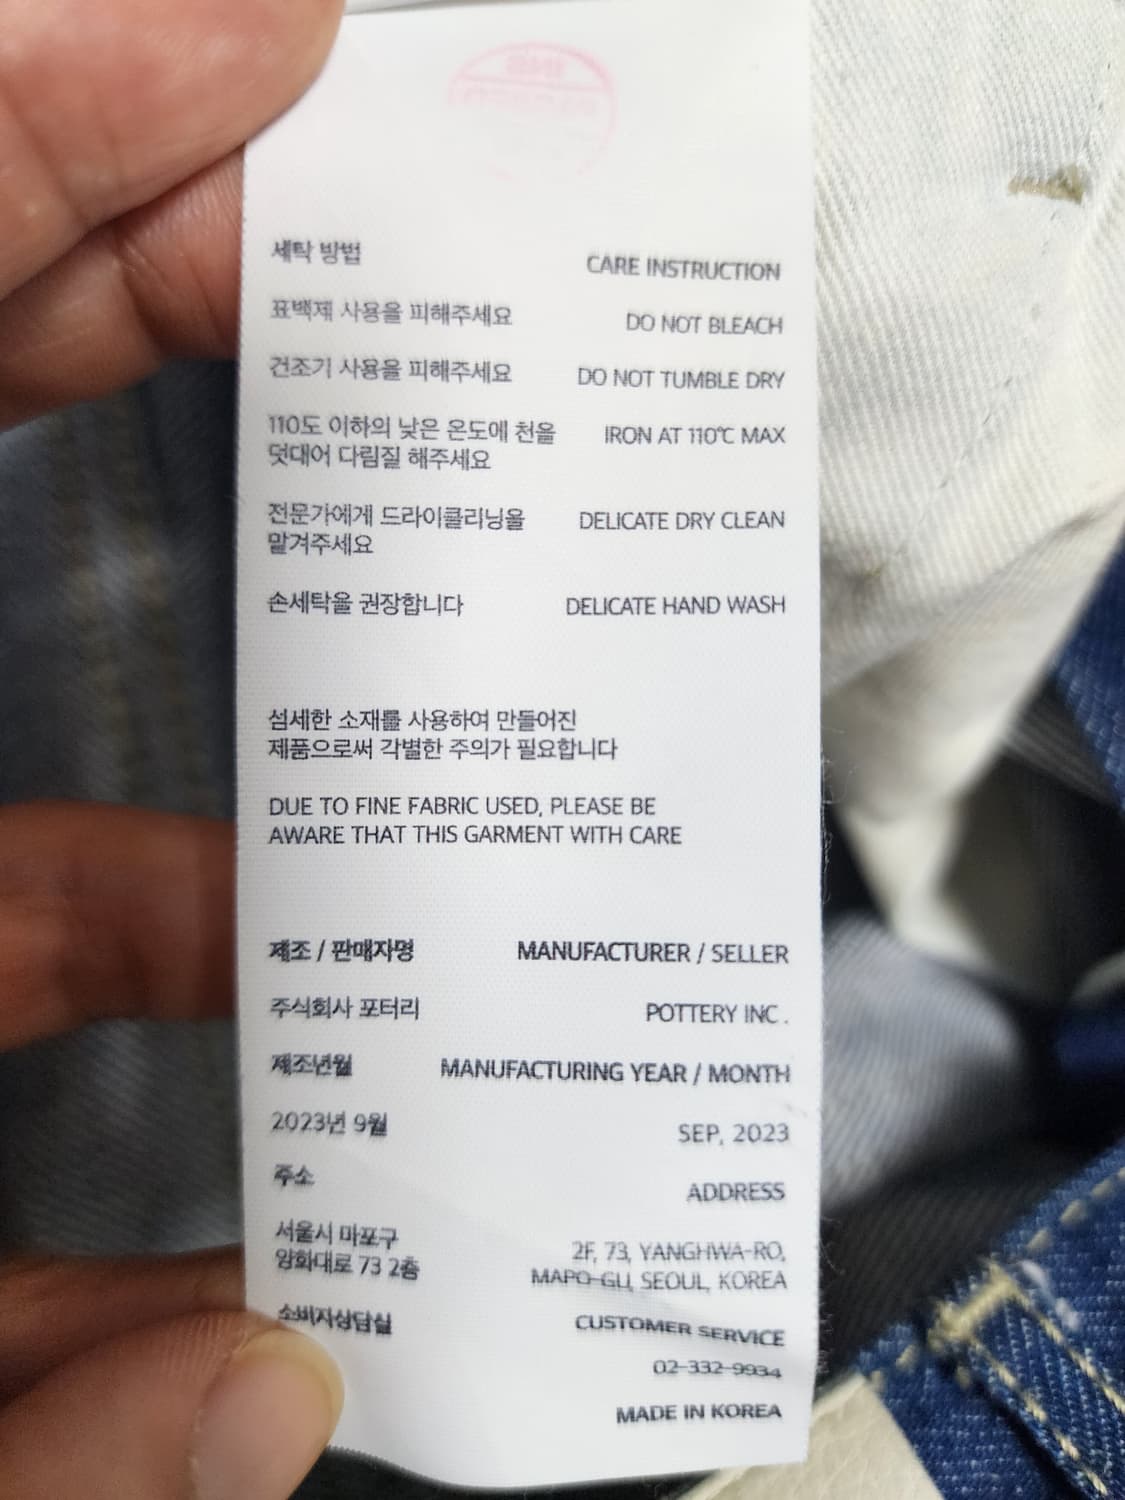 세탁 방법 CARE INSTRUCTION
표백제 사용을 피해주세요 DO NOT BLEACH
건조기 사용을 피해주세요 DO NOT TUMBLE DRY
110도 이하의 낮은 온도에 천을 IRON AT 110℃ MAX
덧대어 다림질 해주세요
전문가에게 드라이클리닝을 DELICATE DRY CLEAN
맡겨주세요
손세탁을 권장합니다 DELICATE HAND WASH
섬세한 소재를 사용하여 만들어진
제품으로써 각별한 주의가 필요합니다
DUE TO FINE FABRIC USED, PLEASE BE
AWARE THAT THIS GARMENT WITH CARE
제조 / 판매자명 MANUFACTURER / SELLER
주식회사 포터리 POTTERY INC .
제조년월 MANUFACTURING YEAR / MONTH
2023년 9월 SEP, 2023
주소 ADDRESS
서울시 마포구 2F, 73, YANGHWA-RO,
양화대로 73 2층 MAPO-GU, SEOUL, KOREA
소비자상담실 CUSTOMER SERVICE
02-332-9934
MADE IN KOREA